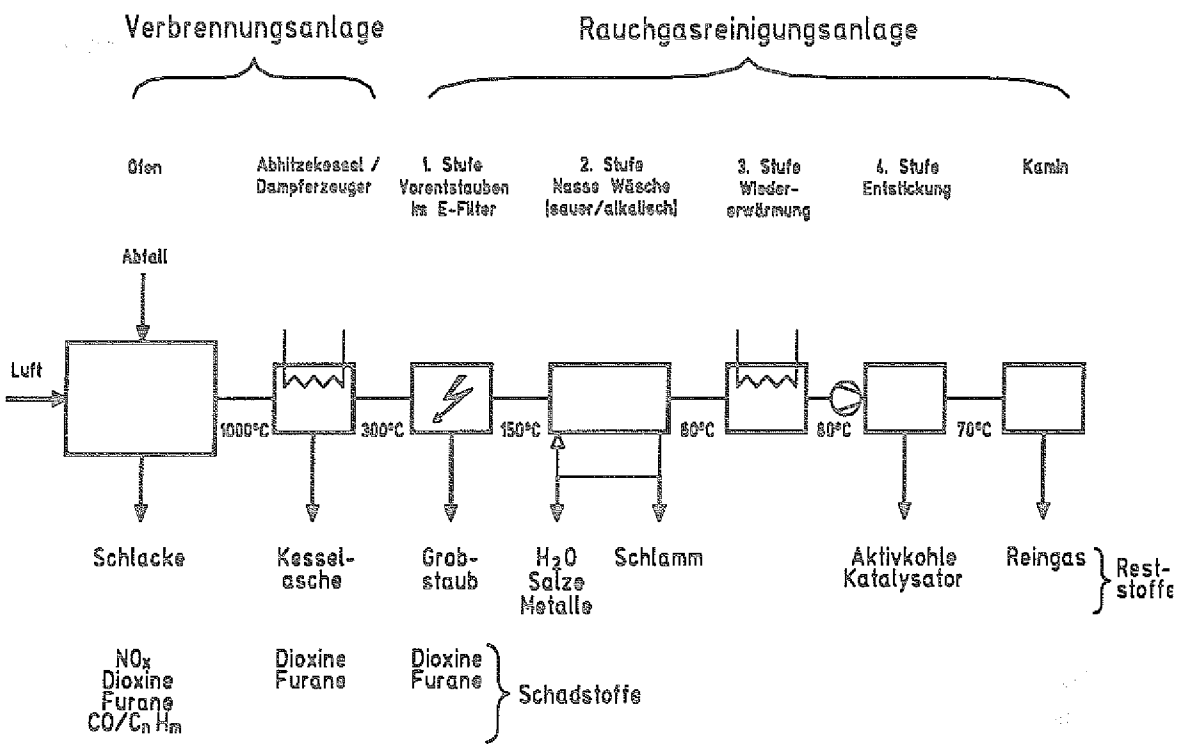 Verbrennungsanlage
Rauchgasreinigungsanlage
Ofen
Abhitzekessel /
Dampferzeuger
1. Stufe
Vorentstauben
im E-Filter
2. Stufe
Nasse Wäsche
(sauer/alkalisch)
3. Stufe
Wieder-
erwärmung
4. Stufe
Entstickung
Kamin
Abfall
Luft
1000°C
300°C
150°C
60°C
80°C
70°C
Schlacke
Kessel-
asche
Grob-
staub
H₂O
Salze
Metalle
Schlamm
Aktivkohle
Katalysator
Reingas
Rest-
stoffe
NOₓ
Dioxine
Furane
CO/Cₙ Hₘ
Dioxine
Furane
Dioxine
Furane
Schadstoffe